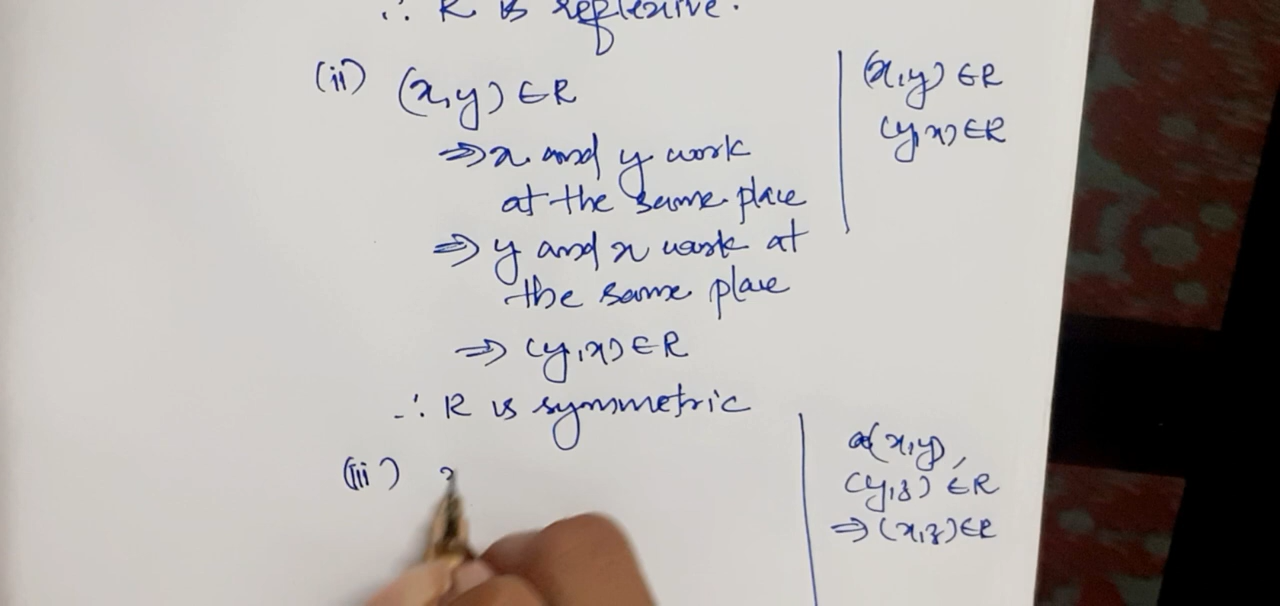 ∴ R is reflexive.
(ii) (x,y) ∈R
⇒ x and y work
at the same place
⇒ y and x work at
the same place
⇒ (y,x) ∈ R
∴ R is symmetric
(iii)
(x,y) ∈R
(y,x) ∈R
(x,y),
(y,z) ∈R
⇒ (x,z) ∈R